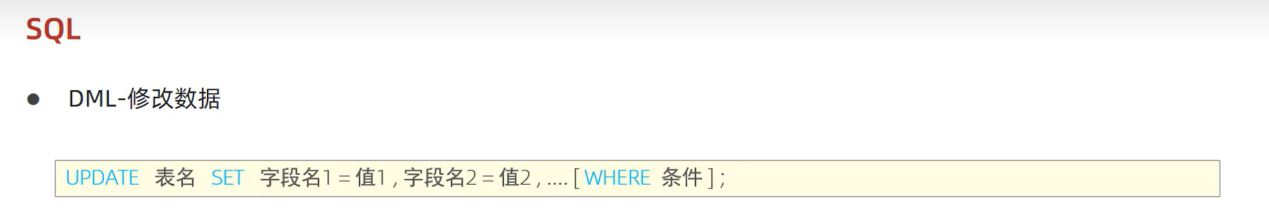 SQL
● DML-修改数据
UPDATE 表名 SET 字段名1 = 值1 , 字段名2 = 值2 , .... [ WHERE 条件 ] ;